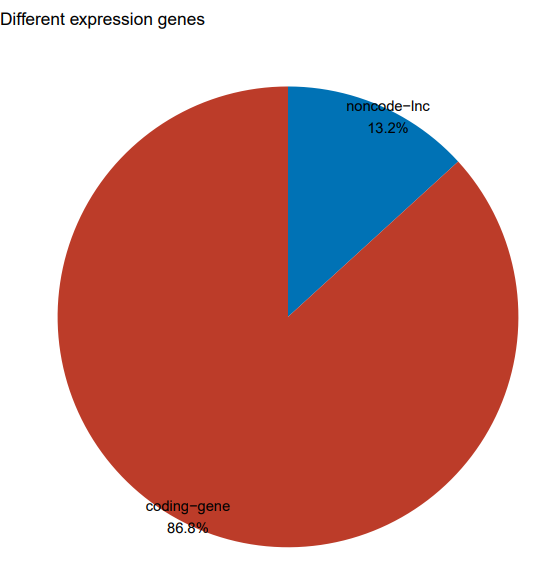 Different expression genes
noncode−lnc
13.2%
coding−gene
86.8%